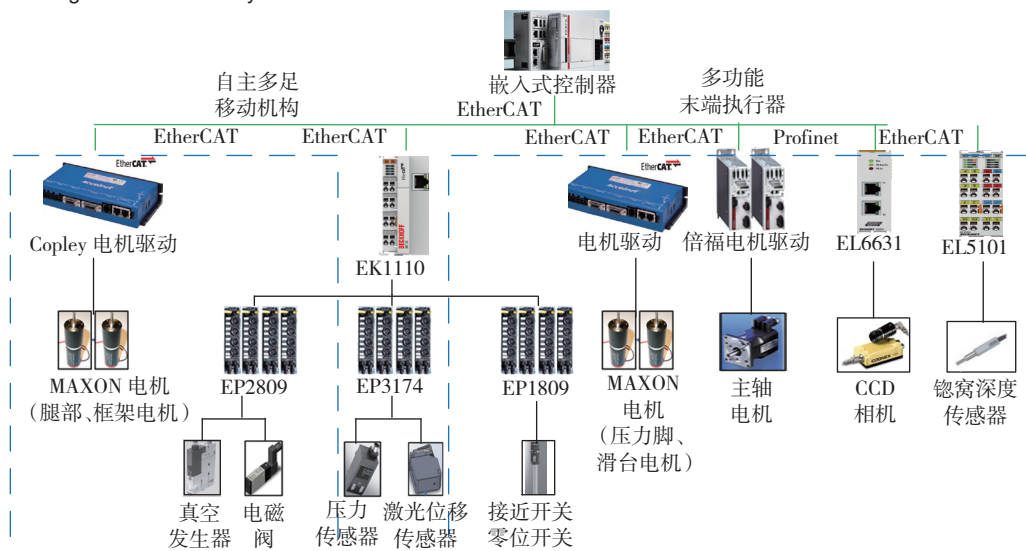 嵌入式控制器
自主多足
移动机构
多功能
末端执行器
EtherCAT
EtherCAT
EtherCAT
EtherCAT
EtherCAT
Profinet
EtherCAT
EtherCAT
EtherCAT
Accelnet
BECKHOFF
Copley 电机驱动
EK1110
电机驱动
倍福电机驱动
EL6631
EL5101
MAXON 电机
(腿部、框架电机)
EP2809
EP3174
EP1809
MAXON
电机
(压力脚、
滑台电机)
主轴
电机
CCD
相机
锪窝深度
传感器
真空
发生器
电磁
阀
压力
传感器
激光位移
传感器
接近开关
零位开关